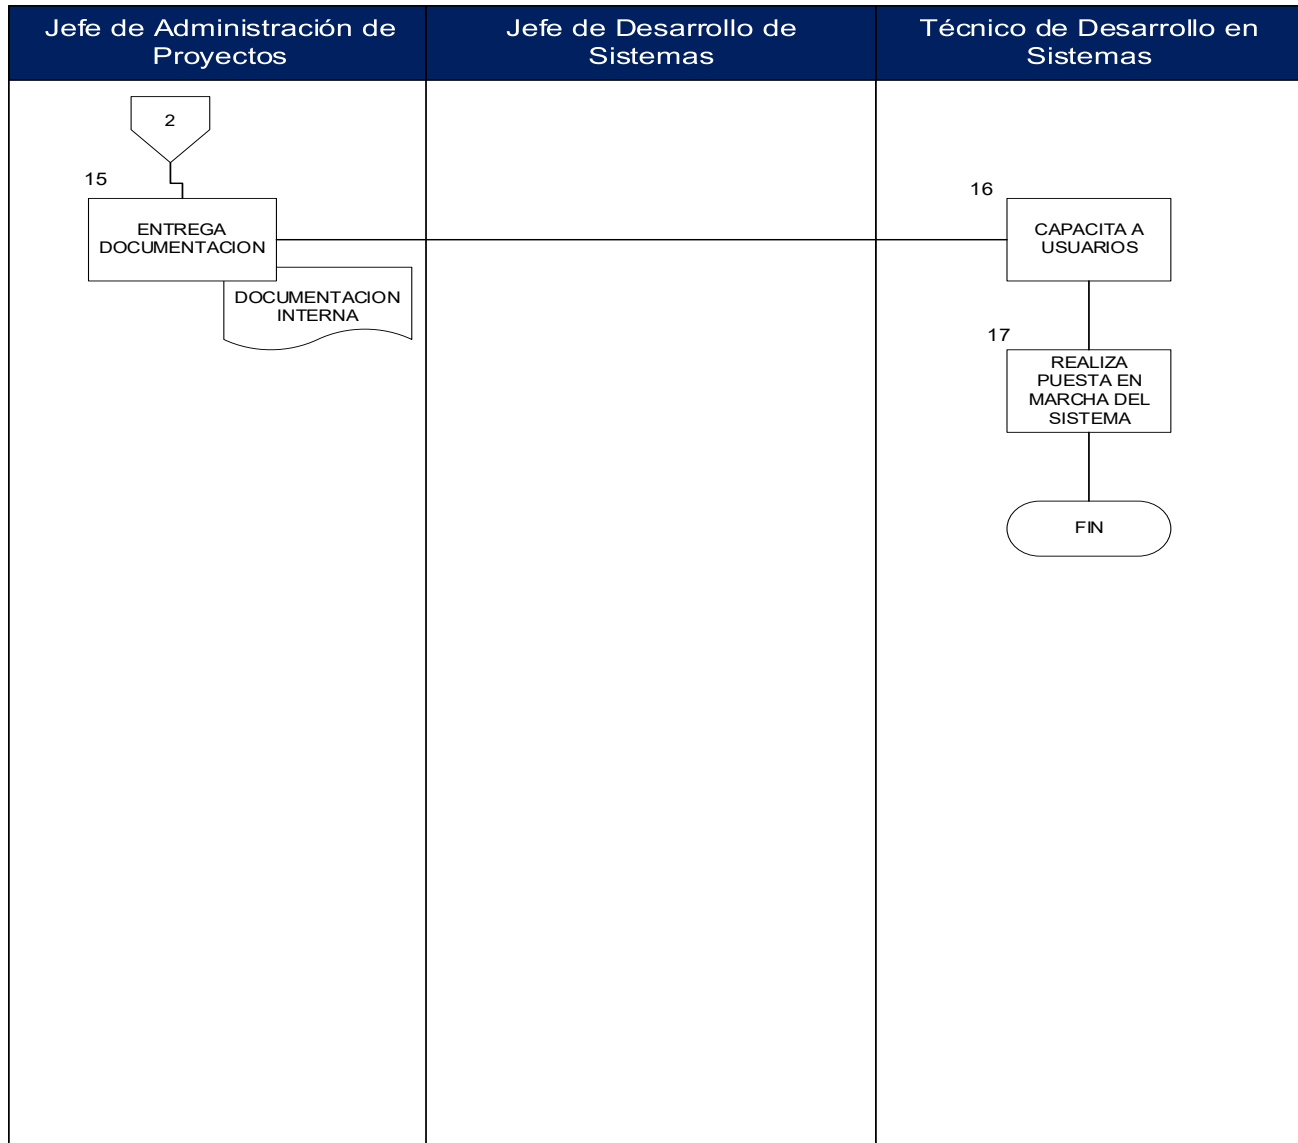 Jefe de Administración de
Proyectos
Jefe de Desarrollo de
Sistemas
Técnico de Desarrollo en
Sistemas
2
15
ENTREGA
DOCUMENTACION
DOCUMENTACION
INTERNA
16
CAPACITA A
USUARIOS
17
REALIZA
PUESTA EN
MARCHA DEL
SISTEMA
FIN